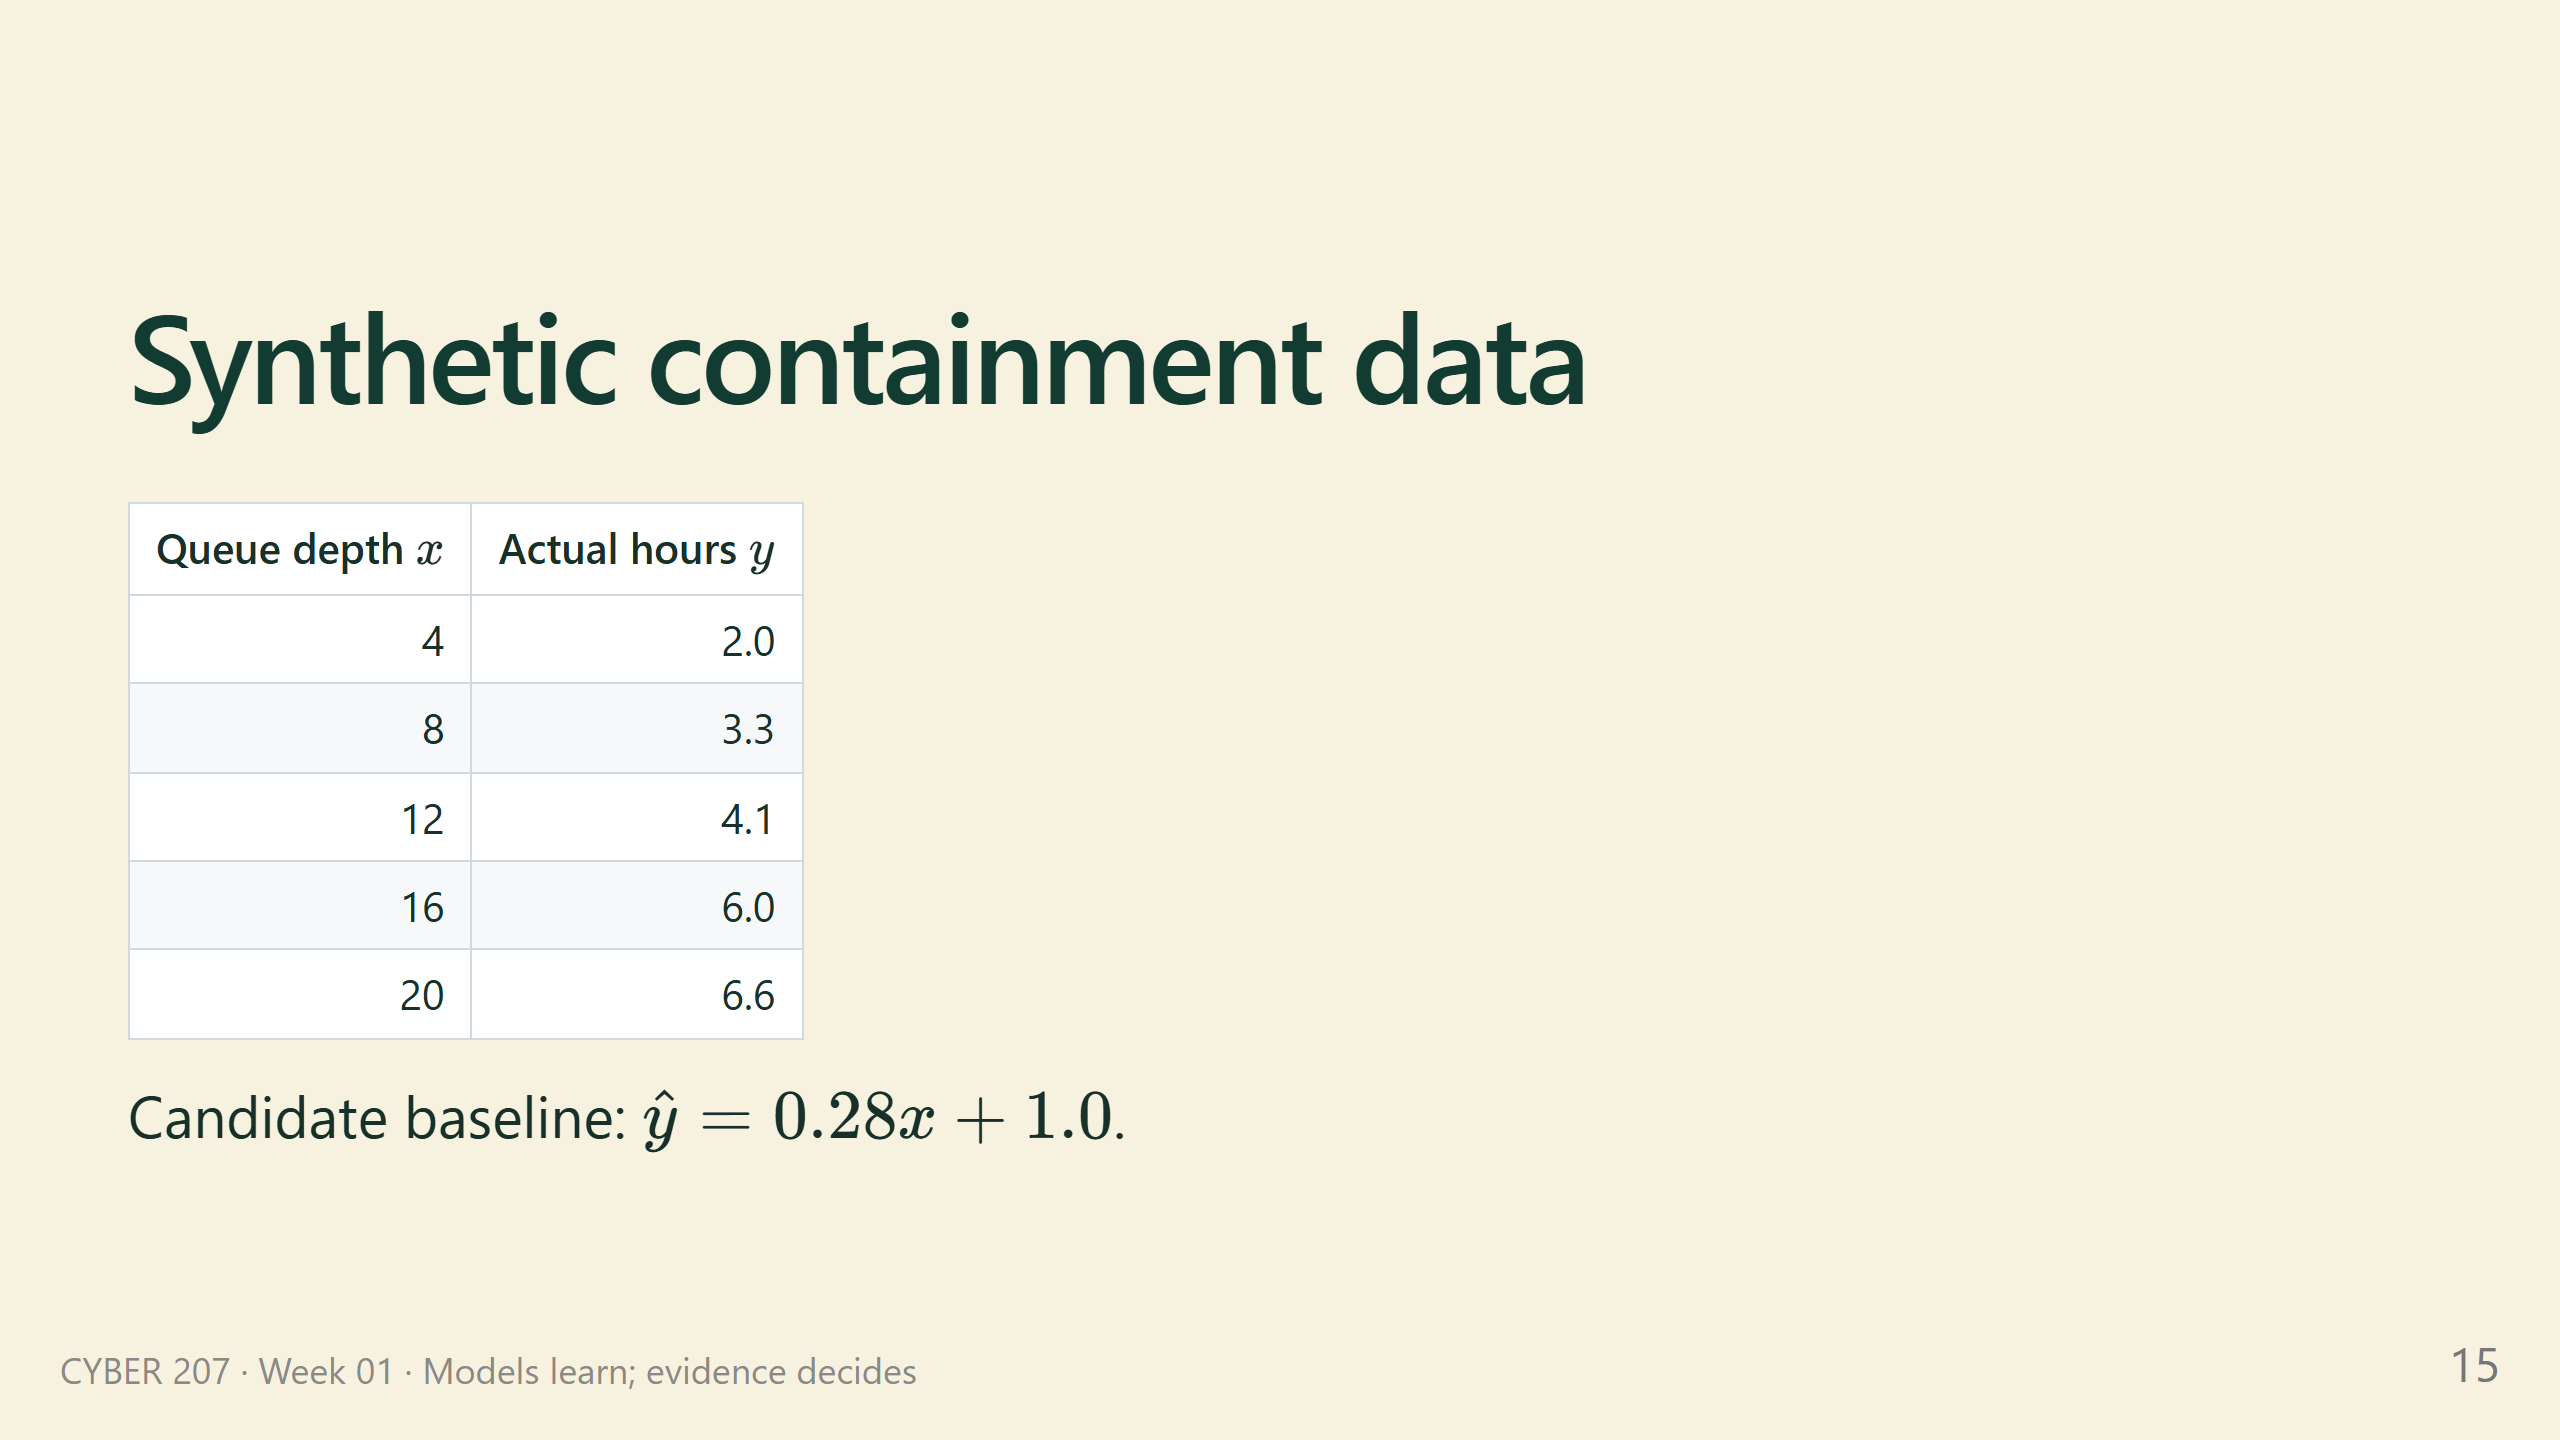 Synthetic containment data
Queue depth x Actual hours y
4 2.0
8 3.3
12 4.1
16 6.0
20 6.6
Candidate baseline: ŷ = 0.28x + 1.0.
CYBER 207 · Week 01 · Models learn; evidence decides
15